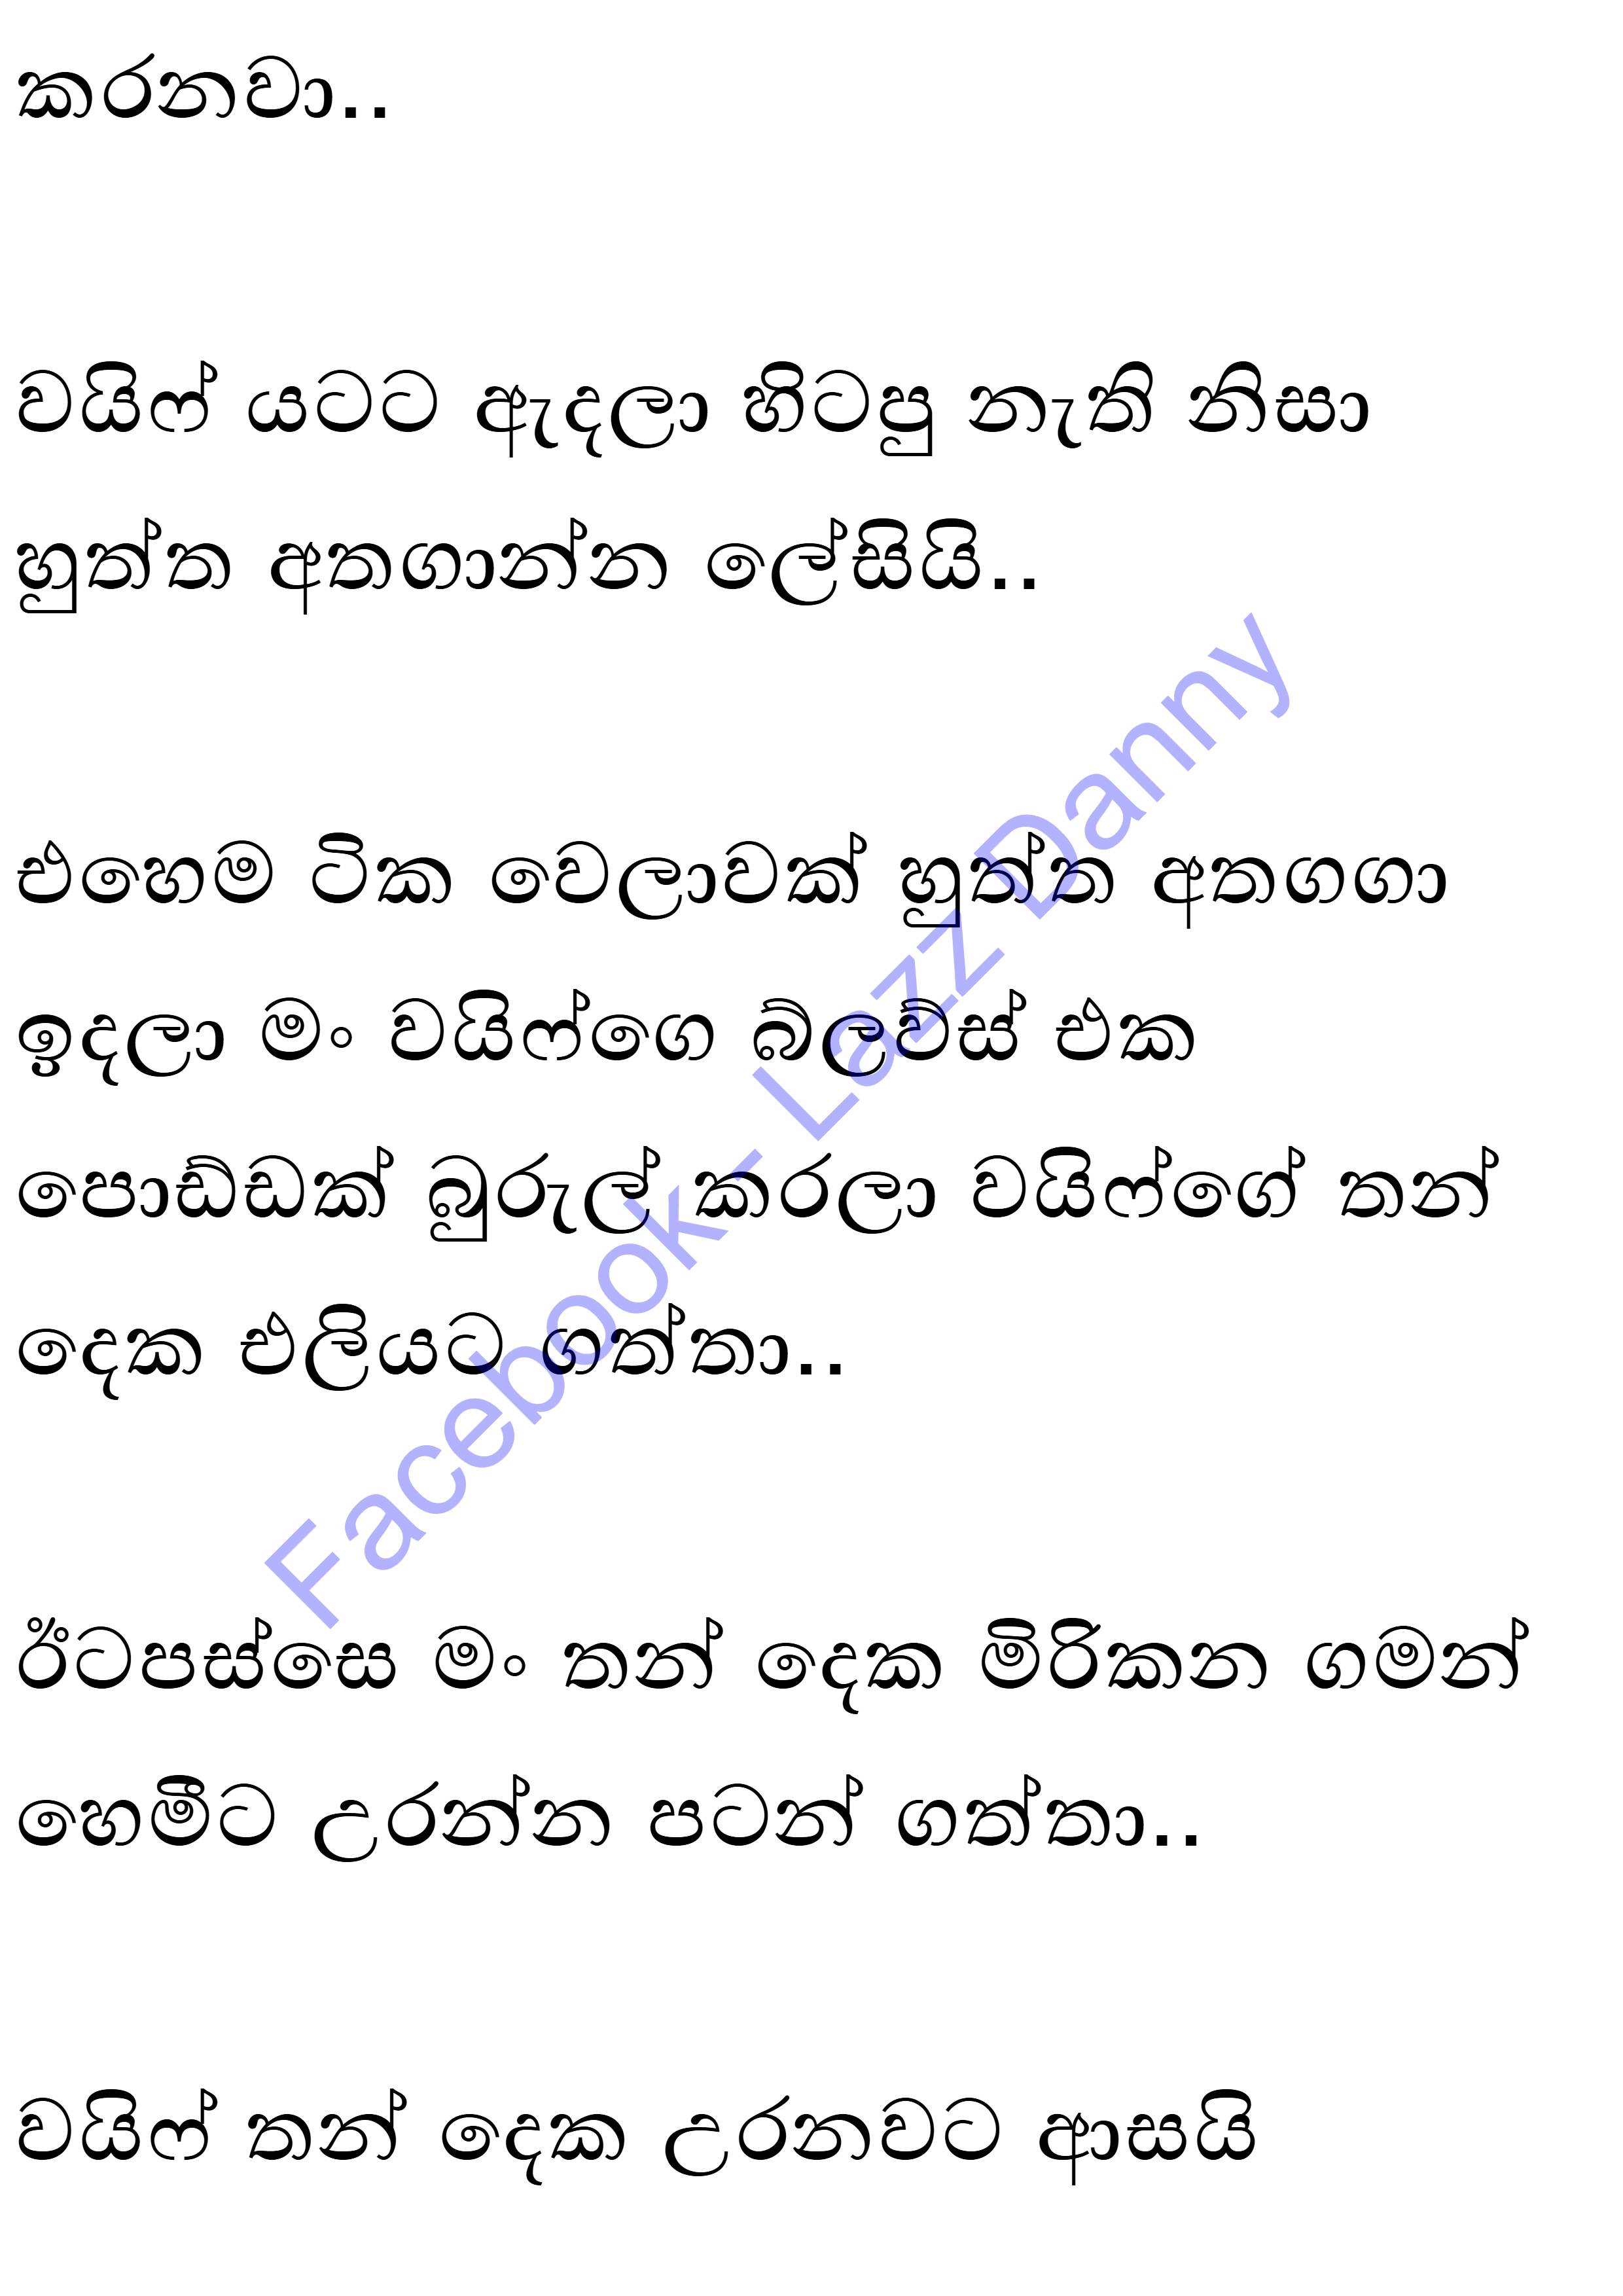 කරනවා..
වයිෆ් යටට ඇඳලා හිටපු නැති නිසා
හුත්ත අතගාන්න ලේසියි..
එහෙම ටික වෙලාවක් හුත්ත අතගගා
ඉදලා මං වයිෆ්ගෙ බ්ලව්ස් එක
පොඩ්ඩක් බුරුල් කරලා වයිෆ්ගේ තන්
දෙක එලියට ගත්තා..
ඊටපස්සෙ මං තන් දෙක මිරිකන ගමන්
හෙමීට උරන්න පටන් ගත්තා..
වයිෆ් තන් දෙක උරනවට ආසයි
Facebook - Lazz Danny